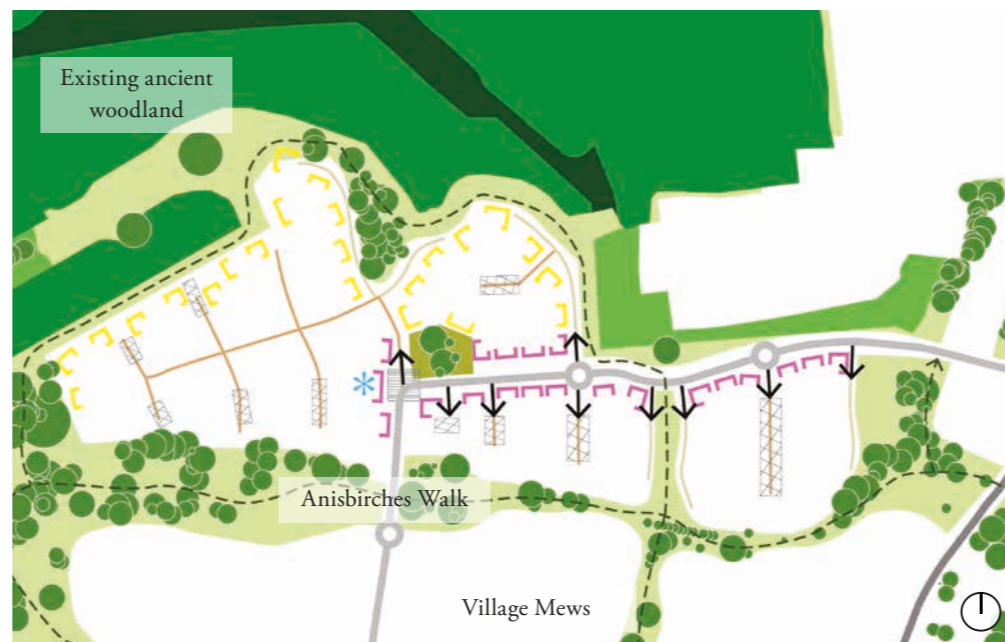 Existing ancient
woodland
Anisbirches Walk
Village Mews